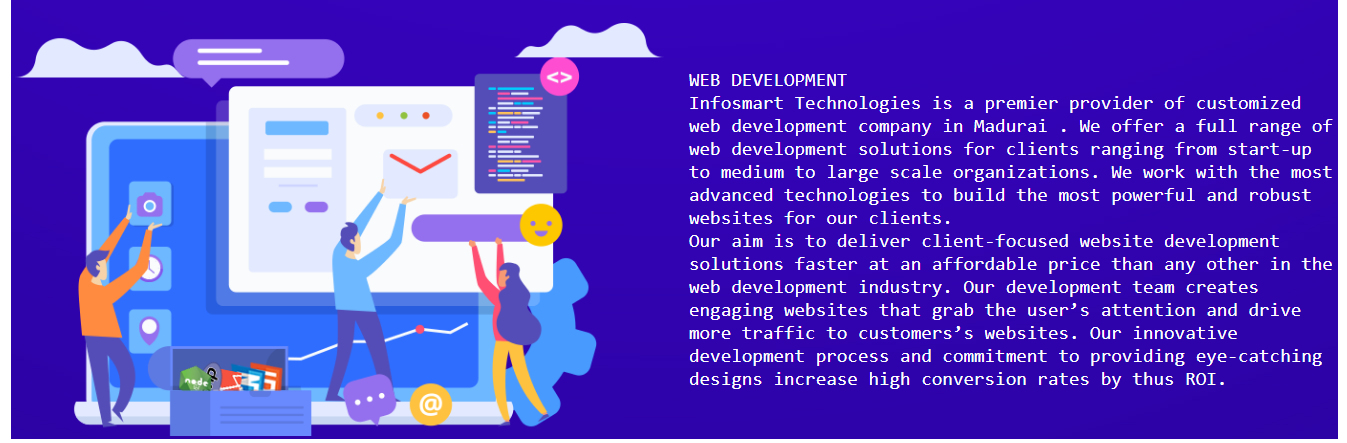 WEB DEVELOPMENT
Infosmart Technologies is a premier provider of customized
web development company in Madurai . We offer a full range of
web development solutions for clients ranging from start-up
to medium to large scale organizations. We work with the most
advanced technologies to build the most powerful and robust
websites for our clients.
Our aim is to deliver client-focused website development
solutions faster at an affordable price than any other in the
web development industry. Our development team creates
engaging websites that grab the user’s attention and drive
more traffic to customers’s websites. Our innovative
development process and commitment to providing eye-catching
designs increase high conversion rates by thus ROI.
<>
node
@